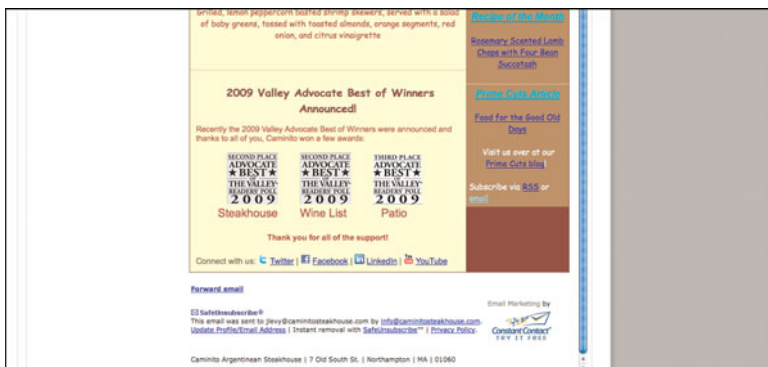 Grilled, lemon peppercorn basted shrimp skewers, served with a salad
of baby greens, tossed with toasted almonds, orange segments, red
onion, and citrus vinaigrette
2009 Valley Advocate Best of Winners
Announced!
Recently the 2009 Valley Advocate Best of Winners were announced and
thanks to all of you, Caminito won a few awards:
SECOND PLACE
ADVOCATE
BEST
OF
THE VALLEY
READERS' POLL
2009
Steakhouse
SECOND PLACE
ADVOCATE
BEST
OF
THE VALLEY
READERS' POLL
2009
Wine List
THIRD PLACE
ADVOCATE
BEST
OF
THE VALLEY
READERS' POLL
2009
Patio
Thank you for all of the support!
Connect with us: Twitter | Facebook | LinkedIn | YouTube
Recipe of the Month
Rosemary Scented Lamb
Chops with Four Bean
Succotash
Prime Cuts Article
Food for the Good Old
Days
Visit us over at our
Prime Cuts blog!
Subscribe via RSS or
email
Forward email
SafeUnsubscribe®
This email was sent to jlevy@caminitosteakhouse.com by info@caminitosteakhouse.com.
Update Profile/Email Address | Instant removal with SafeUnsubscribe™ | Privacy Policy.
Email Marketing by
Constant Contact®
TRY IT FREE
Caminito Argentinean Steakhouse | 7 Old South St. | Northampton | MA | 01060